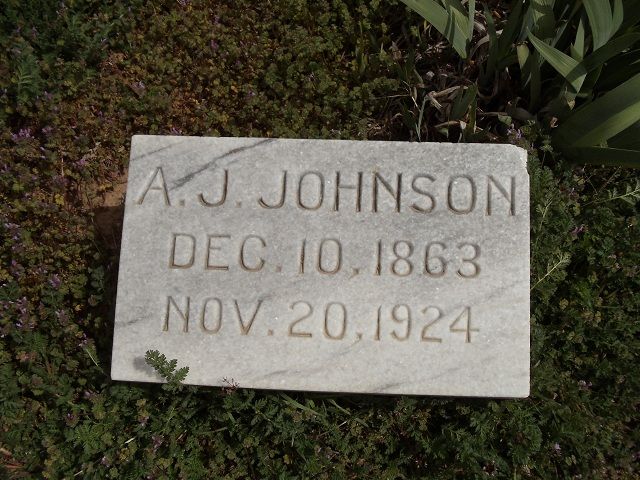 A. J. JOHNSON
DEC. 10, 1863
NOV. 20, 1924